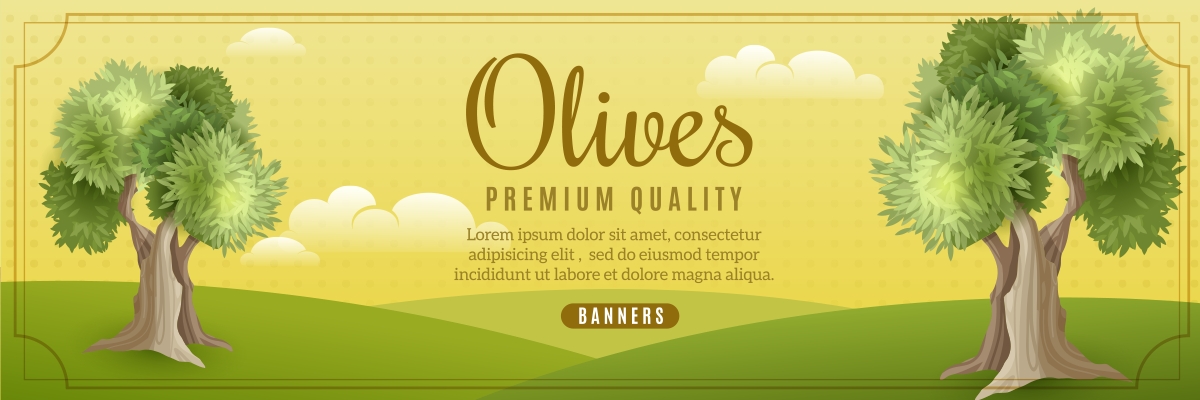 Olives
PREMIUM QUALITY
Lorem ipsum dolor sit amet, consectetur
adipisicing elit , sed do eiusmod tempor
incididunt ut labore et dolore magna aliqua.
BANNERS